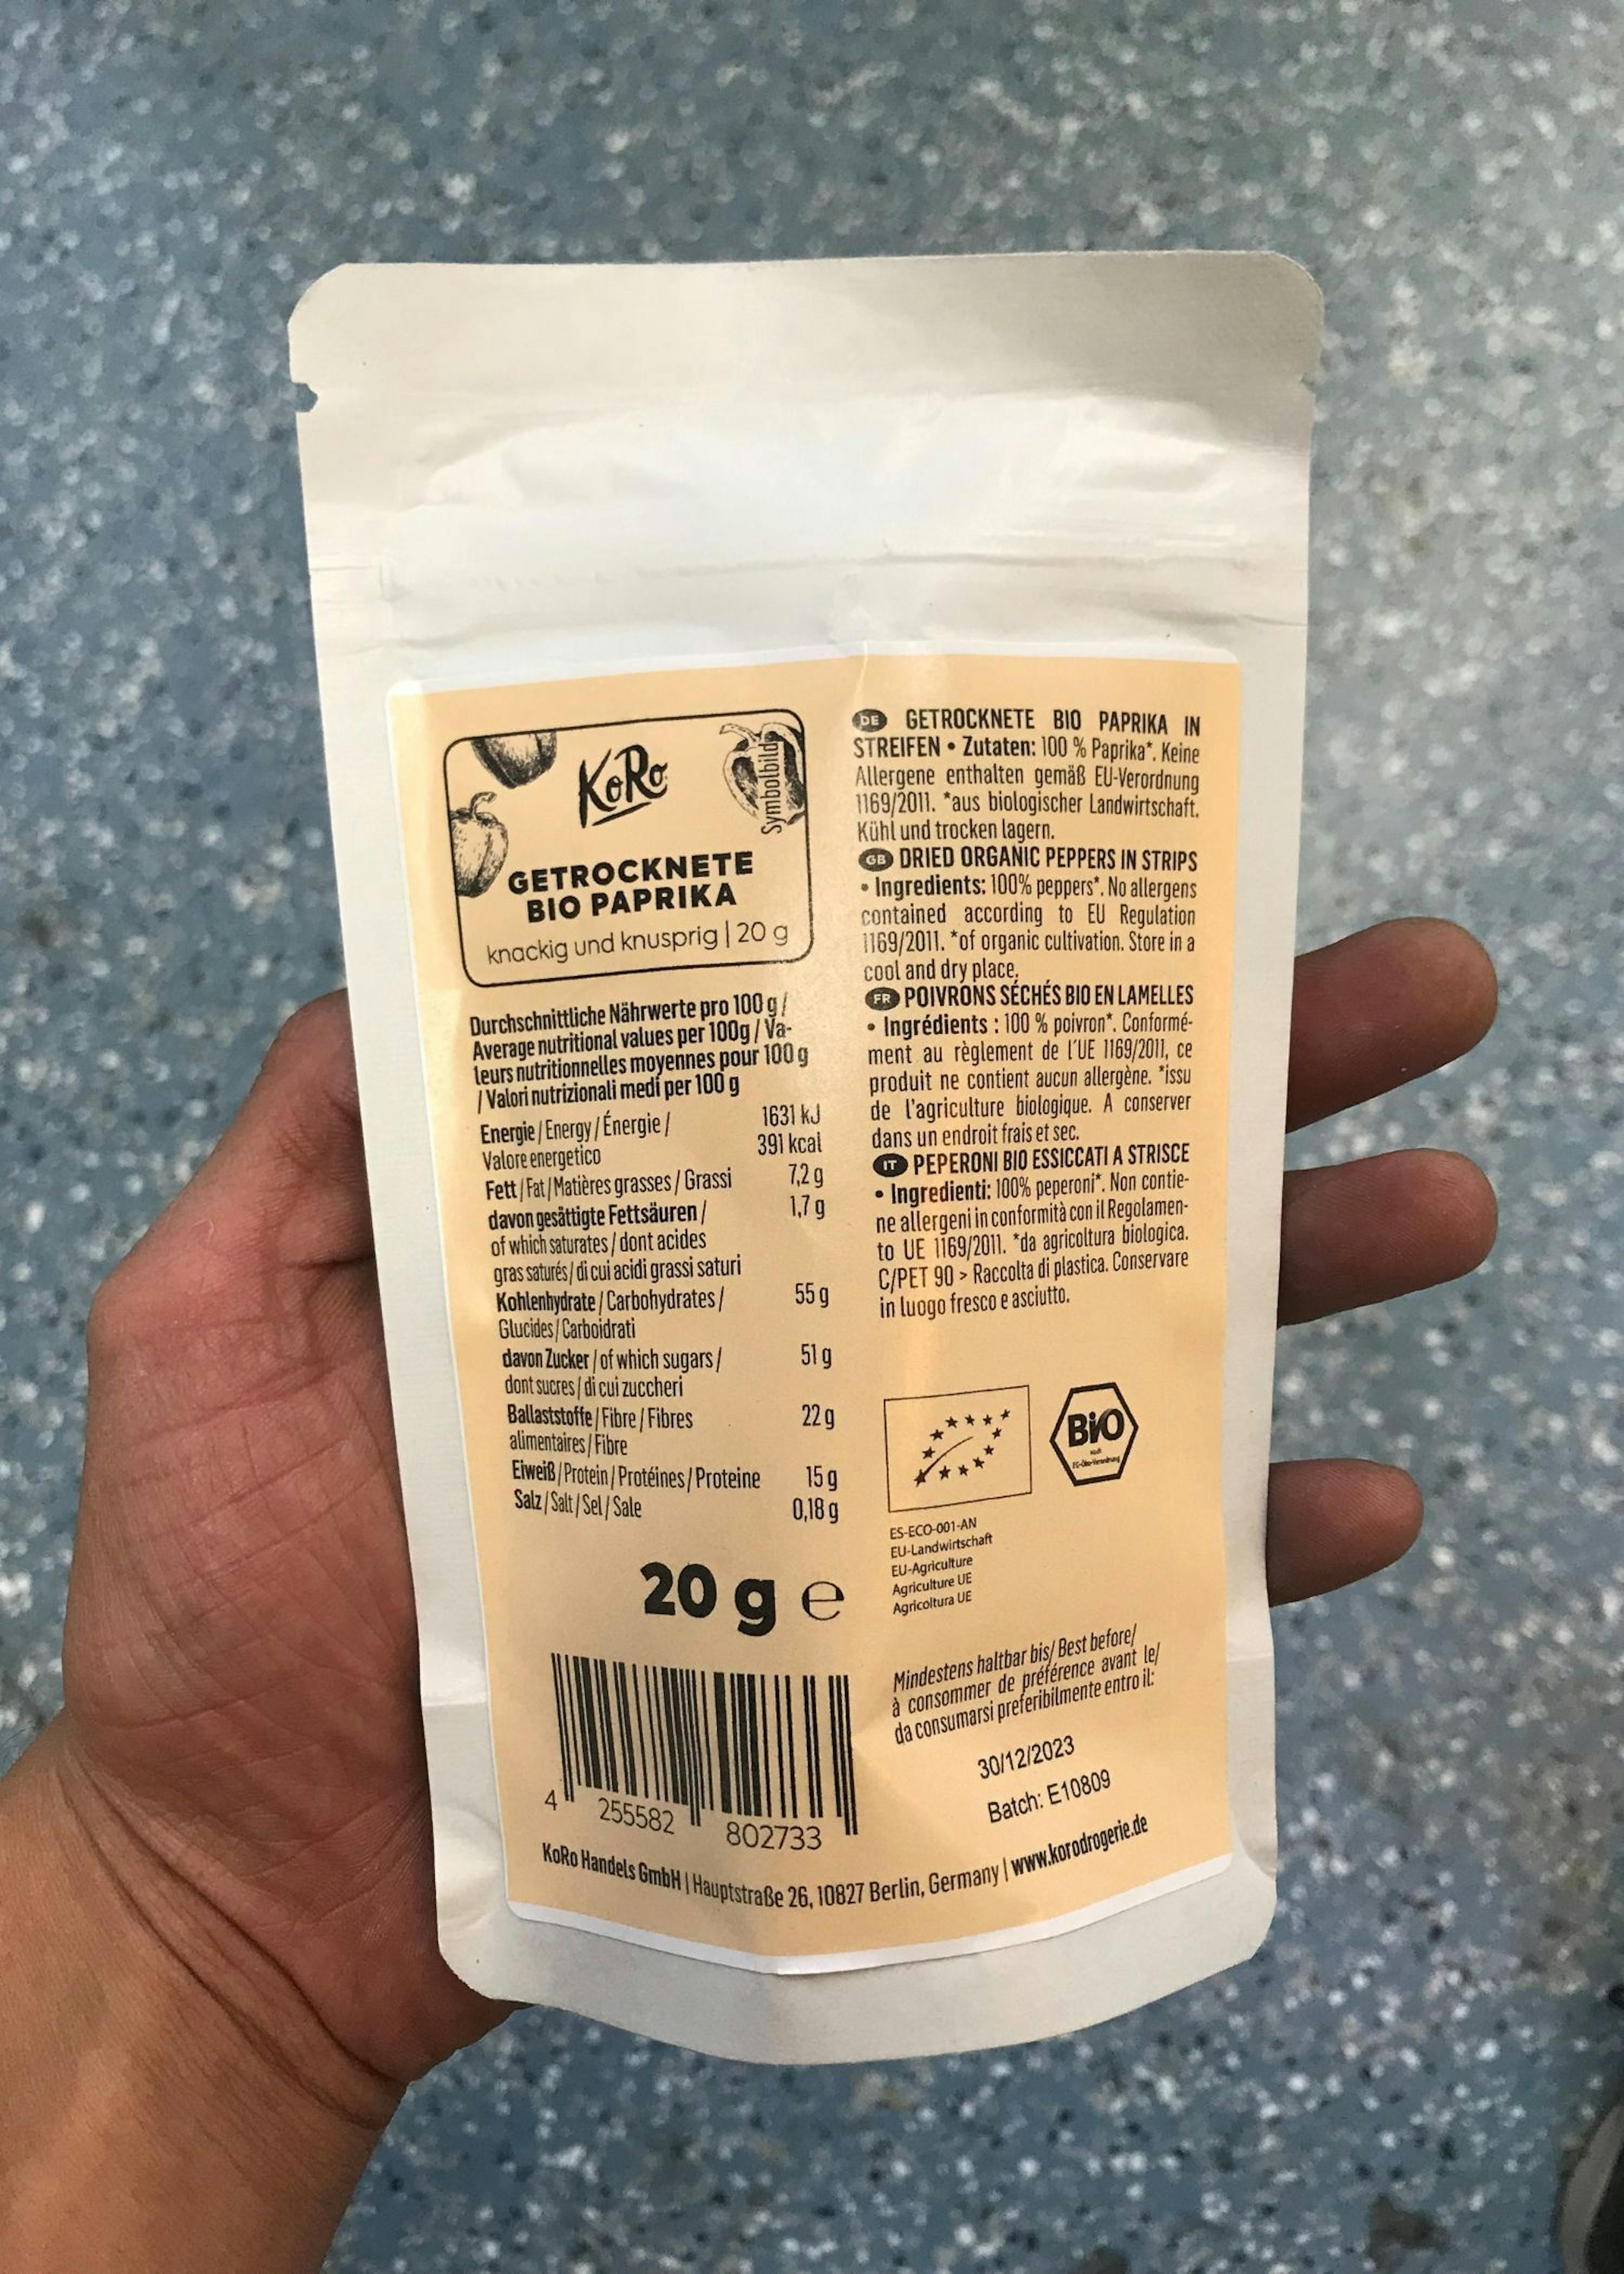 KoRo
Symbolbild
GETROCKNETE
BIO PAPRIKA
knackig und knusprig | 20 g
Durchschnittliche Nährwerte pro 100 g /
Average nutritional values per 100g / Va-
leurs nutritionnelles moyennes pour 100 g
/ Valori nutrizionali medi per 100 g
Energie / Energy / Énergie / 1631 kJ
Valore energetico 391 kcal
Fett / Fat / Matières grasses / Grassi 7,2 g
davon gesättigte Fettsäuren / 1,7 g
of which saturates / dont acides
gras saturés / di cui acidi grassi saturi
Kohlenhydrate / Carbohydrates / 55 g
Glucides / Carboidrati
davon Zucker / of which sugars / 51 g
dont sucres / di cui zuccheri
Ballaststoffe / Fibre / Fibres 22 g
alimentaires / Fibre
Eiweiß / Protein / Protéines / Proteine 15 g
Salz / Salt / Sel / Sale 0,18 g
20 g e
4 255582 802733
DE GETROCKNETE BIO PAPRIKA IN
STREIFEN • Zutaten: 100 % Paprika*. Keine
Allergene enthalten gemäß EU-Verordnung
1169/2011. *aus biologischer Landwirtschaft.
Kühl und trocken lagern.
GB DRIED ORGANIC PEPPERS IN STRIPS
• Ingredients: 100% peppers*. No allergens
contained according to EU Regulation
1169/2011. *of organic cultivation. Store in a
cool and dry place.
FR POIVRONS SÉCHÉS BIO EN LAMELLES
• Ingrédients : 100 % poivron*. Conformé-
ment au règlement de l'UE 1169/2011, ce
produit ne contient aucun allergène. *issu
de l'agriculture biologique. A conserver
dans un endroit frais et sec.
IT PEPERONI BIO ESSICCATI A STRISCE
• Ingredienti: 100% peperoni*. Non contie-
ne allergeni in conformità con il Regolamen-
to UE 1169/2011. *da agricoltura biologica.
C/PET 90 > Raccolta di plastica. Conservare
in luogo fresco e asciutto.
BiO
nach
EG-Öko-Verordnung
ES-ECO-001-AN
EU-Landwirtschaft
EU-Agriculture
Agriculture UE
Agricoltura UE
Mindestens haltbar bis/ Best before/
à consommer de préférence avant le/
da consumarsi preferibilmente entro il:
30/12/2023
Batch: E10809
KoRo Handels GmbH | Hauptstraße 26, 10827 Berlin, Germany | www.korodrogerie.de